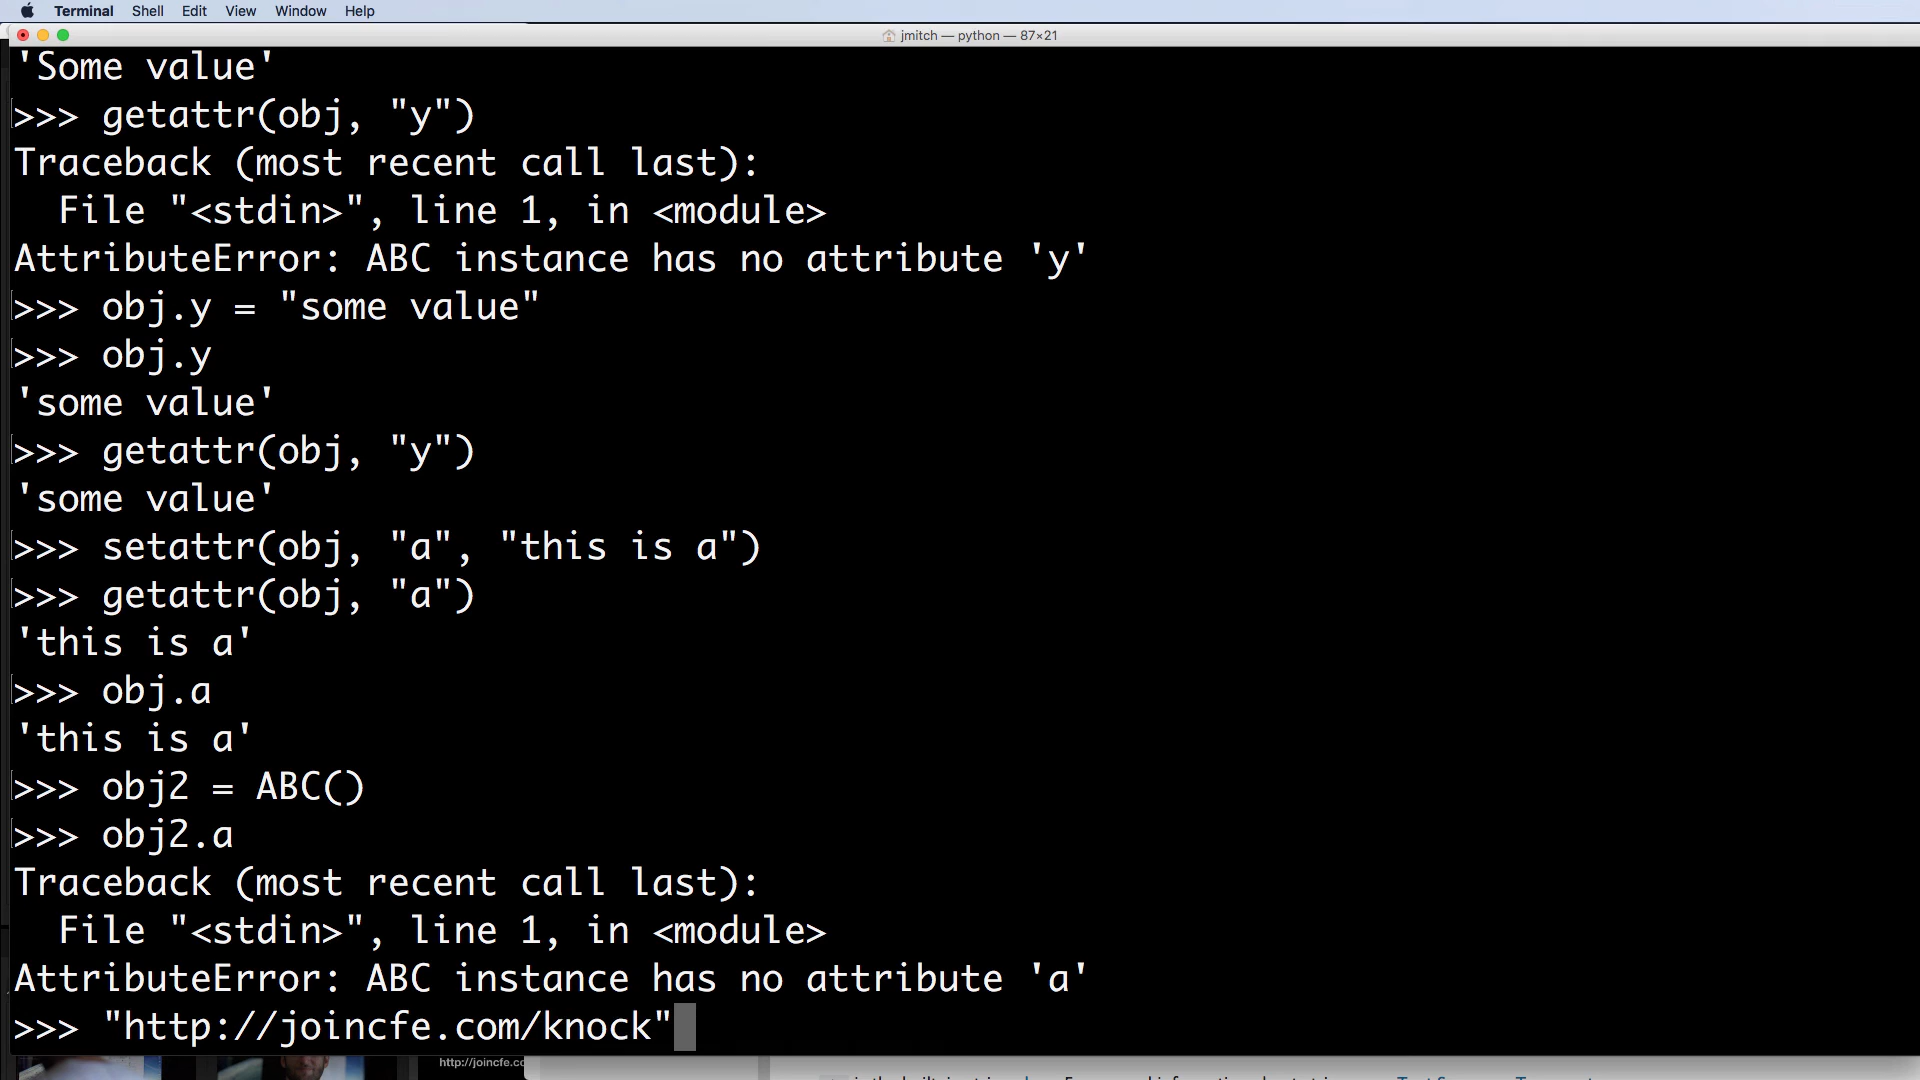 Terminal Shell Edit View Window Help
jmitch — python — 87×21
'Some value'
>>> getattr(obj, "y")
Traceback (most recent call last):
  File "<stdin>", line 1, in <module>
AttributeError: ABC instance has no attribute 'y'
>>> obj.y = "some value"
>>> obj.y
'some value'
>>> getattr(obj, "y")
'some value'
>>> setattr(obj, "a", "this is a")
>>> getattr(obj, "a")
'this is a'
>>> obj.a
'this is a'
>>> obj2 = ABC()
>>> obj2.a
Traceback (most recent call last):
  File "<stdin>", line 1, in <module>
AttributeError: ABC instance has no attribute 'a'
>>> "http://joincfe.com/knock"
http://joincfe.cc